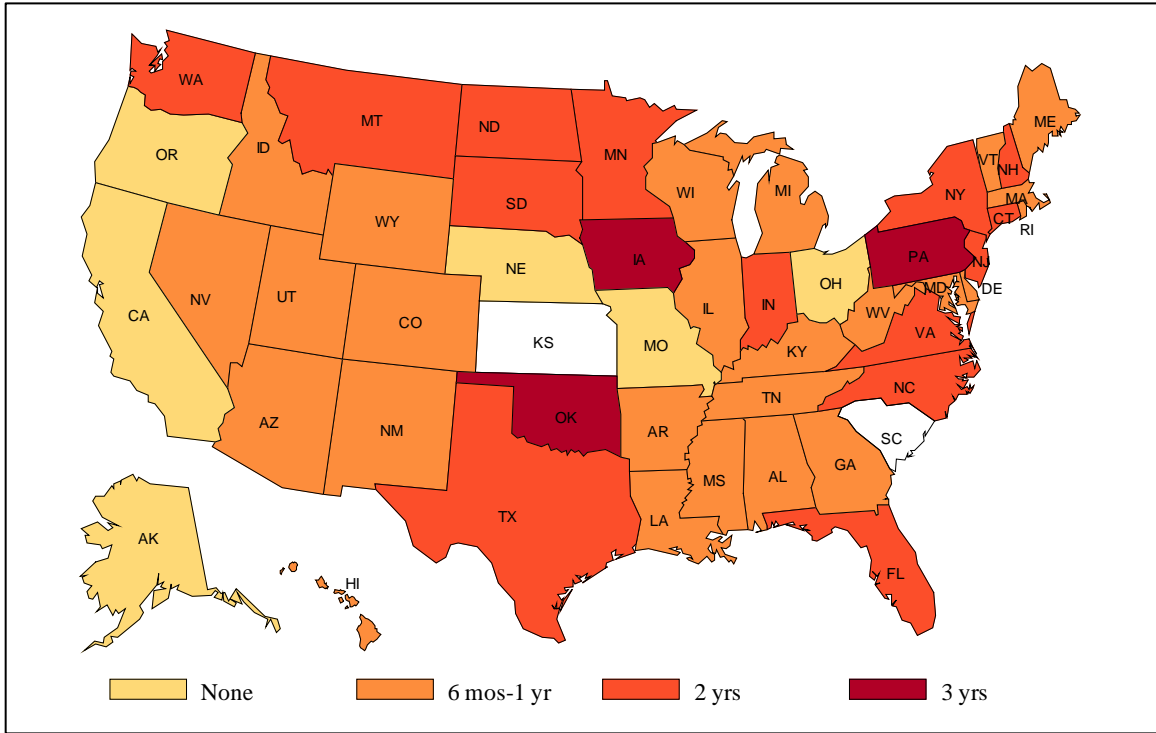 WA
MT
ND
MN
OR
ID
WY
SD
WI
MI
NY
VT
NH
ME
MA
CT
RI
NE
IA
PA
NJ
NV
UT
CO
CA
KS
MO
IL
IN
OH
WV
MD
DE
VA
KY
NC
TN
AZ
NM
OK
AR
SC
MS
AL
GA
LA
TX
FL
AK
HI
None
6 mos-1 yr
2 yrs
3 yrs